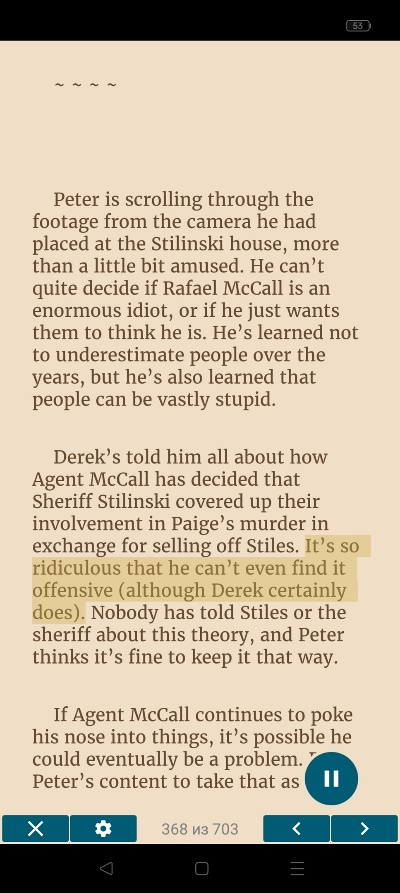 53
~ ~ ~ ~
Peter is scrolling through the
footage from the camera he had
placed at the Stilinski house, more
than a little bit amused. He can’t
quite decide if Rafael McCall is an
enormous idiot, or if he just wants
them to think he is. He’s learned not
to underestimate people over the
years, but he’s also learned that
people can be vastly stupid.
Derek’s told him all about how
Agent McCall has decided that
Sheriff Stilinski covered up their
involvement in Paige’s murder in
exchange for selling off Stiles. It’s so
ridiculous that he can’t even find it
offensive (although Derek certainly
does). Nobody has told Stiles or the
sheriff about this theory, and Peter
thinks it’s fine to keep it that way.
If Agent McCall continues to poke
his nose into things, it’s possible he
could eventually be a problem.
Peter’s content to take that as
368 из 703